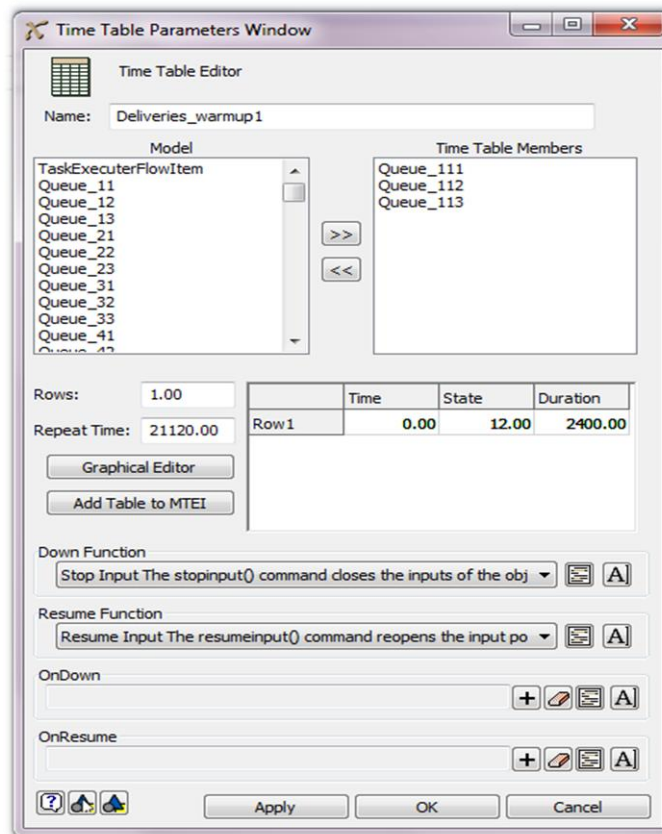 Time Table Parameters Window
Time Table Editor
Name: Deliveries_warmup1
Model
TaskExecuterFlowItem
Queue_11
Queue_12
Queue_13
Queue_21
Queue_22
Queue_23
Queue_31
Queue_32
Queue_33
Queue_41
>>
<<
Time Table Members
Queue_111
Queue_112
Queue_113
Rows: 1.00
Repeat Time: 21120.00
Graphical Editor
Add Table to MTEI
Time State Duration
Row1 0.00 12.00 2400.00
Down Function
Stop Input The stopinput() command closes the inputs of the obj
A
Resume Function
Resume Input The resumeinput() command reopens the input po
A
OnDown
+ A
OnResume
+ A
? Apply OK Cancel